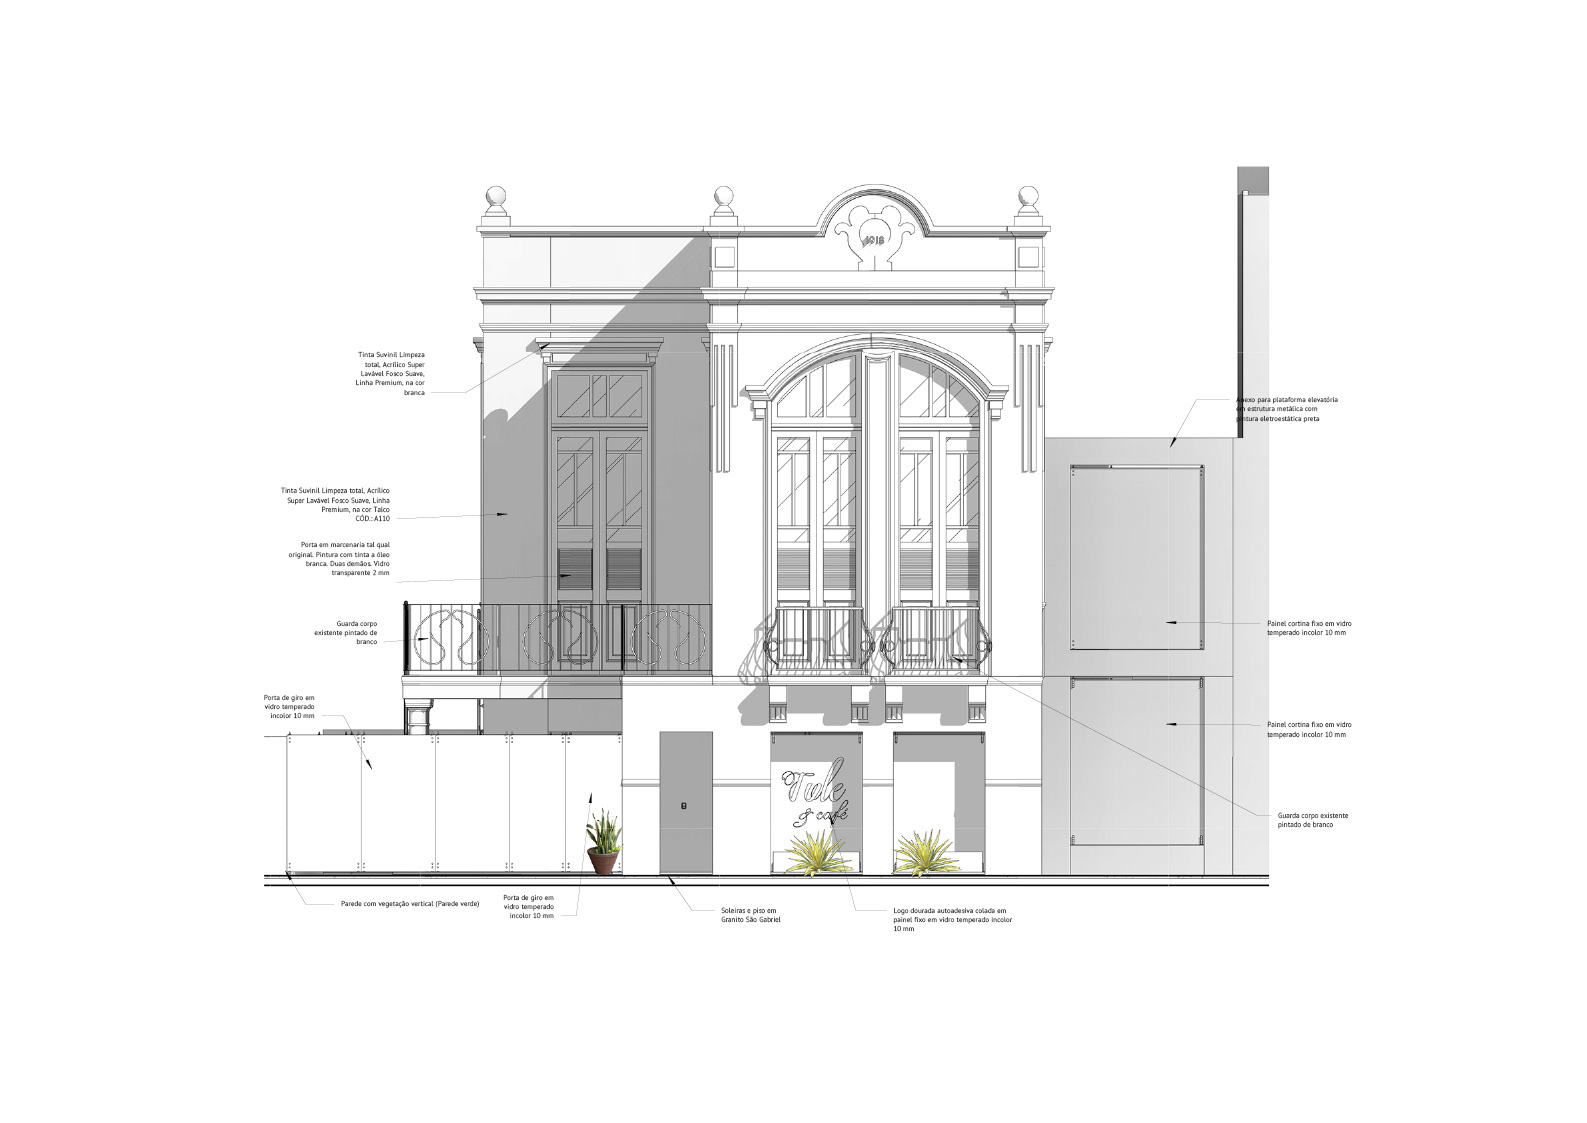 1918
Tinta Suvinil Limpeza
total, Acrílico Super
Lavável Fosco Suave,
Linha Premium, na cor
branca
Anexo para plataforma elevatória
em estrutura metálica com
pintura eletroestática preta
Tinta Suvinil Limpeza total, Acrílico
Super Lavável Fosco Suave, Linha
Premium, na cor Talco
CÓD.: A110
Porta em marcenaria tal qual
original. Pintura com tinta a óleo
branca. Duas demãos. Vidro
transparente 2 mm
Guarda corpo
existente pintado de
branco
Painel cortina fixo em vidro
temperado incolor 10 mm
Porta de giro em
vidro temperado
incolor 10 mm
Painel cortina fixo em vidro
temperado incolor 10 mm
Tule
& café
Guarda corpo existente
pintado de branco
Parede com vegetação vertical (Parede verde)
Porta de giro em
vidro temperado
incolor 10 mm
Soleiras e piso em
Granito São Gabriel
Logo dourada autoadesiva colada em
painel fixo em vidro temperado incolor
10 mm